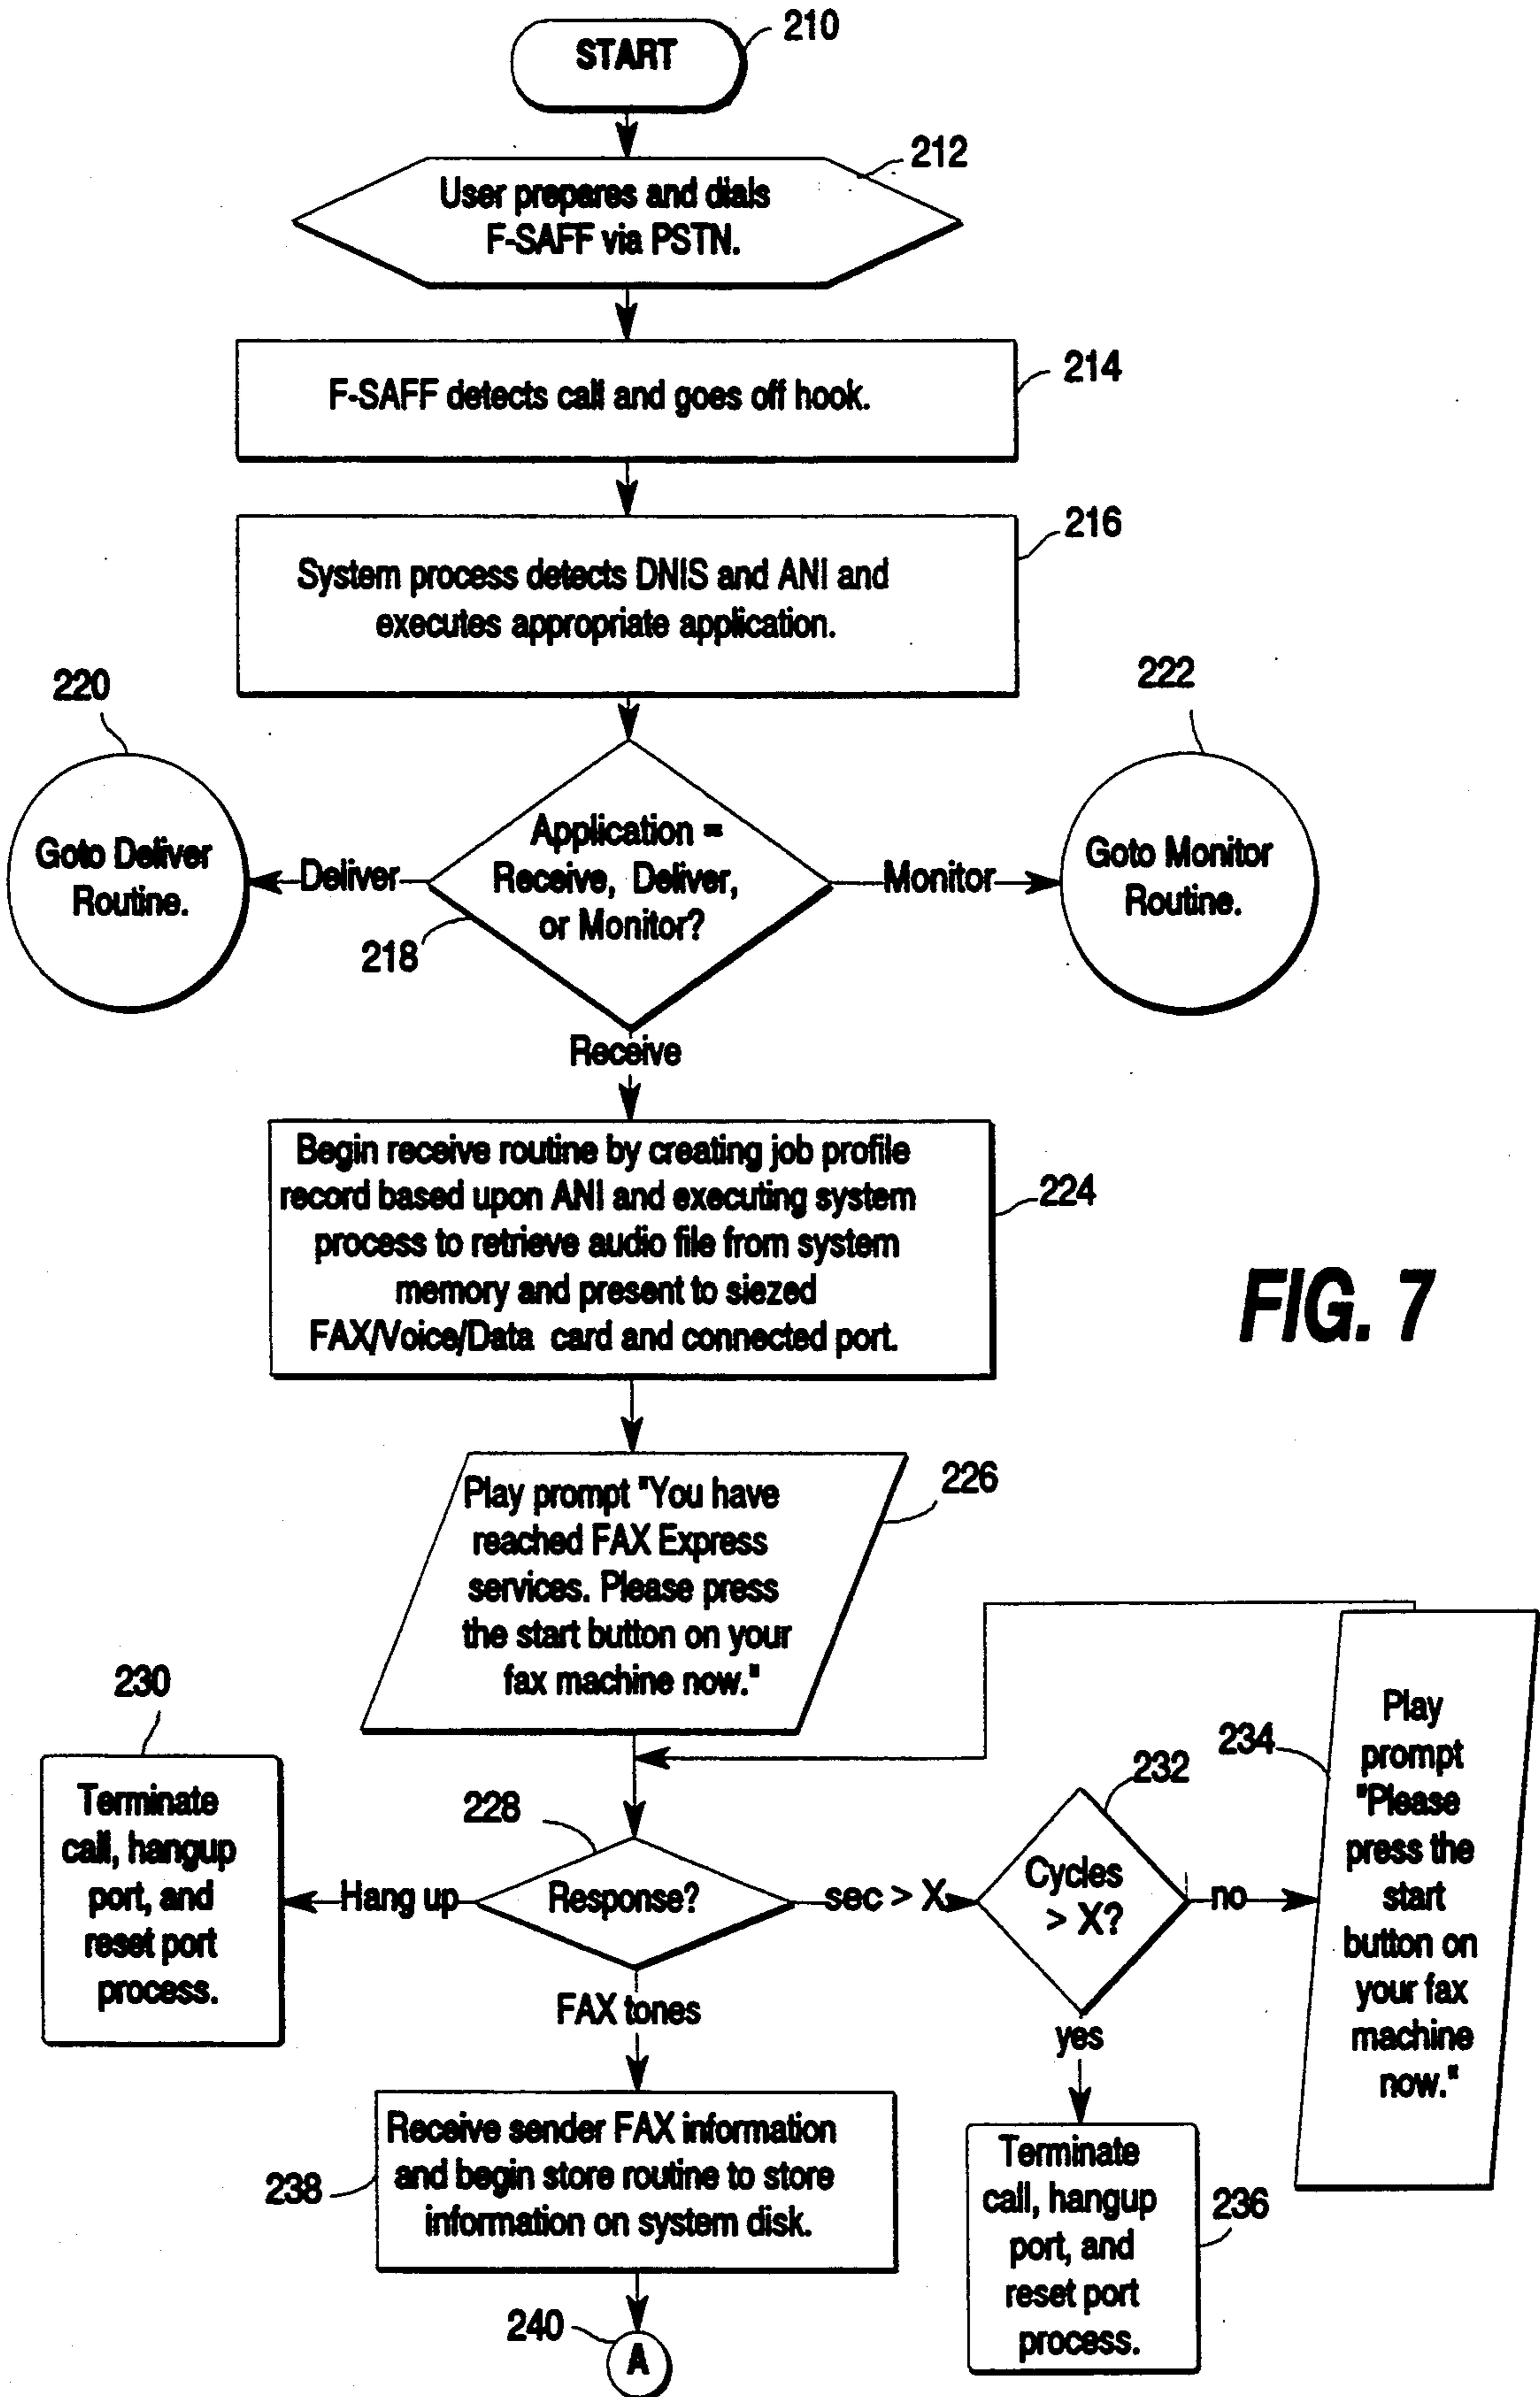 START
210
User prepares and dials
F-SAFF via PSTN.
212
F-SAFF detects call and goes off hook.
214
System process detects DNIS and ANI and
executes appropriate application.
216
220
222
Goto Deliver
Routine.
Deliver
Application =
Receive, Deliver,
or Monitor?
218
Monitor
Goto Monitor
Routine.
Receive
Begin receive routine by creating job profile
record based upon ANI and executing system
process to retrieve audio file from system
memory and present to siezed
FAX/Voice/Data card and connected port.
224
FIG. 7
Play prompt "You have
reached FAX Express
services. Please press
the start button on your
fax machine now."
226
230
Terminate
call, hangup
port, and
reset port
process.
Hang up
228
Response?
sec > X
232
Cycles
> X?
no
234
Play
prompt
"Please
press the
start
button on
your fax
machine
now."
FAX tones
yes
Receive sender FAX information
and begin store routine to store
information on system disk.
238
Terminate
call, hangup
port, and
reset port
process.
236
240
A